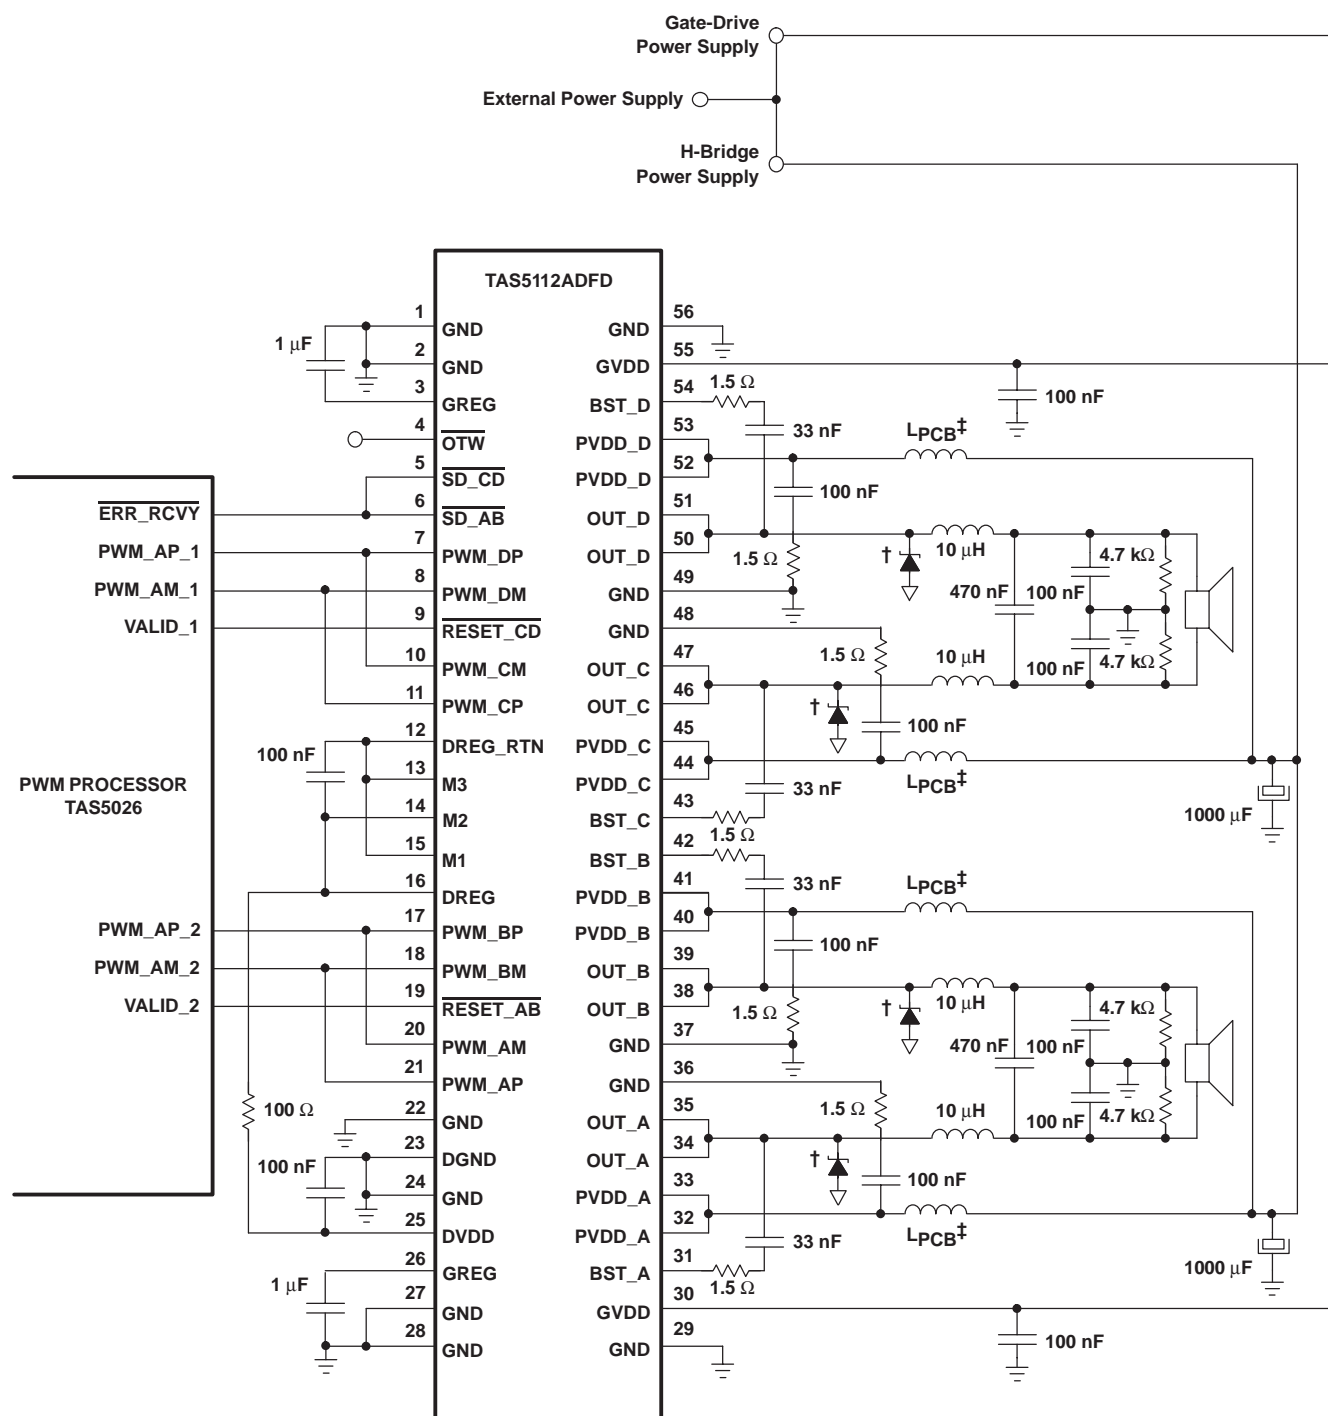 Gate-Drive
Power Supply
External Power Supply
H-Bridge
Power Supply
TAS5112ADFD
PWM PROCESSOR
TAS5026
ERR_RCVY
PWM_AP_1
PWM_AM_1
VALID_1
PWM_AP_2
PWM_AM_2
VALID_2
1 μF
100 nF
100 Ω
100 nF
1 μF
1
GND
2
GND
3
GREG
4
OTW
5
SD_CD
6
SD_AB
7
PWM_DP
8
PWM_DM
9
RESET_CD
10
PWM_CM
11
PWM_CP
12
DREG_RTN
13
M3
14
M2
15
M1
16
DREG
17
PWM_BP
18
PWM_BM
19
RESET_AB
20
PWM_AM
21
PWM_AP
22
GND
23
DGND
24
GND
25
DVDD
26
GREG
27
GND
28
GND
56
GND
55
GVDD
54
BST_D
53
PVDD_D
52
PVDD_D
51
OUT_D
50
OUT_D
49
GND
48
GND
47
OUT_C
46
OUT_C
45
PVDD_C
44
PVDD_C
43
BST_C
42
BST_B
41
PVDD_B
40
PVDD_B
39
OUT_B
38
OUT_B
37
GND
36
GND
35
OUT_A
34
OUT_A
33
PVDD_A
32
PVDD_A
31
BST_A
30
GVDD
29
GND
1.5 Ω
100 nF
33 nF
LPCB‡
100 nF
1.5 Ω
†
10 μH
470 nF
100 nF
4.7 kΩ
1.5 Ω
10 μH
100 nF
4.7 kΩ
†
100 nF
33 nF
LPCB‡
1000 μF
1.5 Ω
33 nF
LPCB‡
100 nF
1.5 Ω
†
10 μH
470 nF
100 nF
4.7 kΩ
1.5 Ω
10 μH
100 nF
4.7 kΩ
†
100 nF
33 nF
LPCB‡
1000 μF
1.5 Ω
100 nF